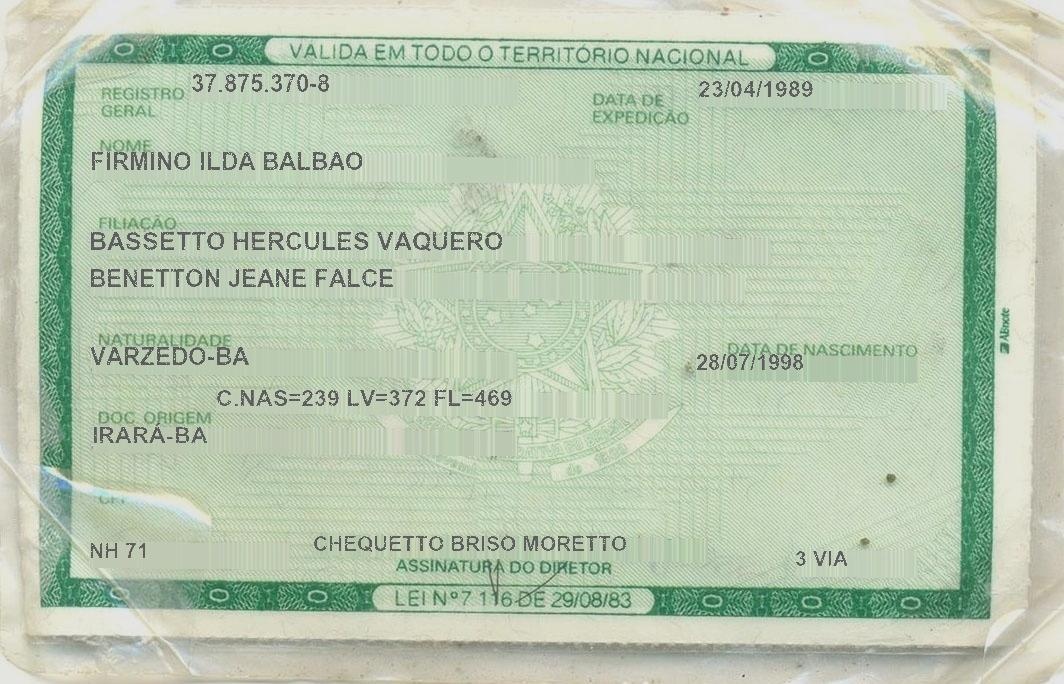 VALIDA EM TODO O TERRITÓRIO NACIONAL
REGISTRO GERAL 37.875.370-8 DATA DE EXPEDIÇÃO 23/04/1989
NOME
FIRMINO ILDA BALBAO
FILIAÇÃO
BASSETTO HERCULES VAQUERO
BENETTON JEANE FALCE
NATURALIDADE DATA DE NASCIMENTO
VARZEDO-BA 28/07/1998
C.NAS=239 LV=372 FL=469
DOC. ORIGEM
IRARÁ-BA
CPF
NH 71 CHEQUETTO BRISO MORETTO 3 VIA
ASSINATURA DO DIRETOR
LEI Nº 7.116 DE 29/08/83